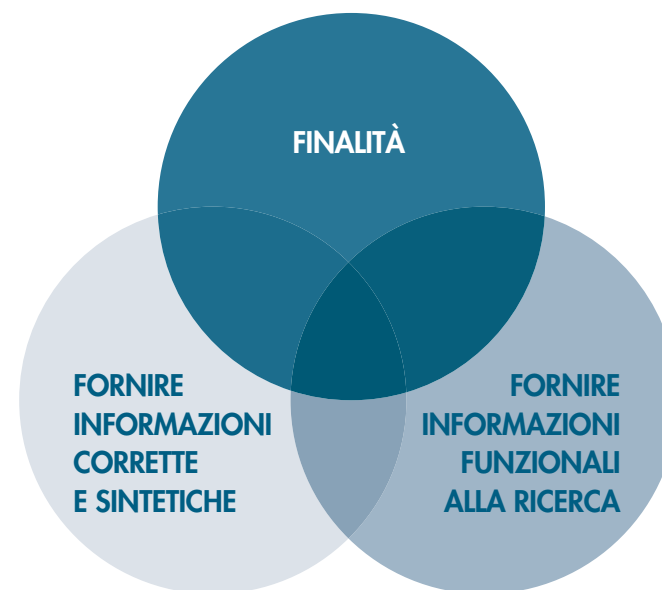 FINALITÀ
FORNIRE
INFORMAZIONI
CORRETTE
E SINTETICHE
FORNIRE
INFORMAZIONI
FUNZIONALI
ALLA RICERCA